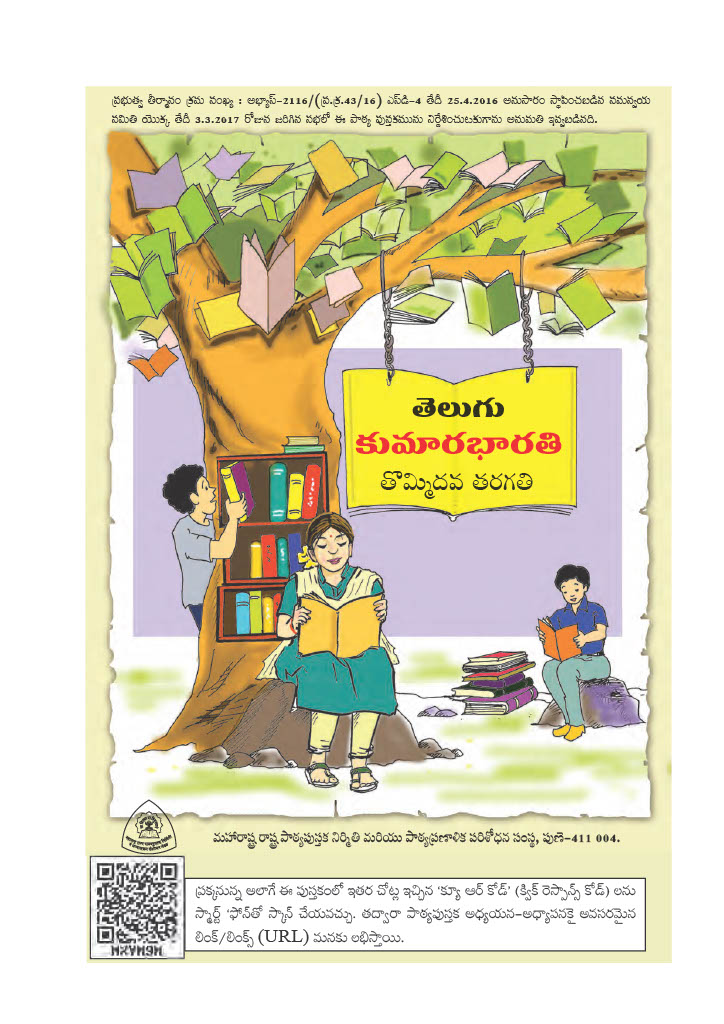 ప్రభుత్వ తీర్మానం క్రమ సంఖ్య : అభ్యాస్-2116/(ప్ర.క్ర.43/16) ఎస్‌డి-4 తేదీ 25.4.2016 అనుసారం స్థాపించబడిన సమన్వయ
సమితి యొక్క తేదీ 3.3.2017 రోజున జరిగిన సభలో ఈ పాఠ్య పుస్తకమును నిర్దేశించుటకుగాను అనుమతి ఇవ్వబడినది.
తెలుగు
కుమారభారతి
తొమ్మిదవ తరగతి
మహారాష్ట్ర రాష్ట్ర పాఠ్యపుస్తక నిర్మితి మరియు పాఠ్యప్రణాళిక పరిశోధన సంస్థ, పుణె-411 004.
ప్రక్కనున్న అలాగే ఈ పుస్తకంలో ఇతర చోట్ల ఇచ్చిన ‘క్యూ ఆర్ కోడ్’ (క్విక్ రెస్పాన్స్ కోడ్) లను
స్మార్ట్ ‘ఫోన్‌తో స్కాన్ చేయవచ్చు. తద్వారా పాఠ్యపుస్తక అధ్యయన-అధ్యాపనకై అవసరమైన
లింక్/లింక్స్ (URL) మనకు లభిస్తాయి.